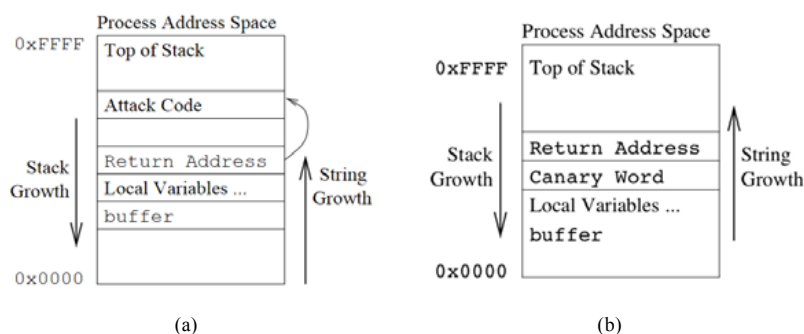 Process Address Space
0xFFFF
Top of Stack
Attack Code
Return Address
Stack
Growth
String
Growth
Local Variables ...
buffer
0x0000
(a)
Process Address Space
0xFFFF
Top of Stack
Return Address
Stack
Growth
Canary Word
String
Growth
Local Variables ...
buffer
0x0000
(b)